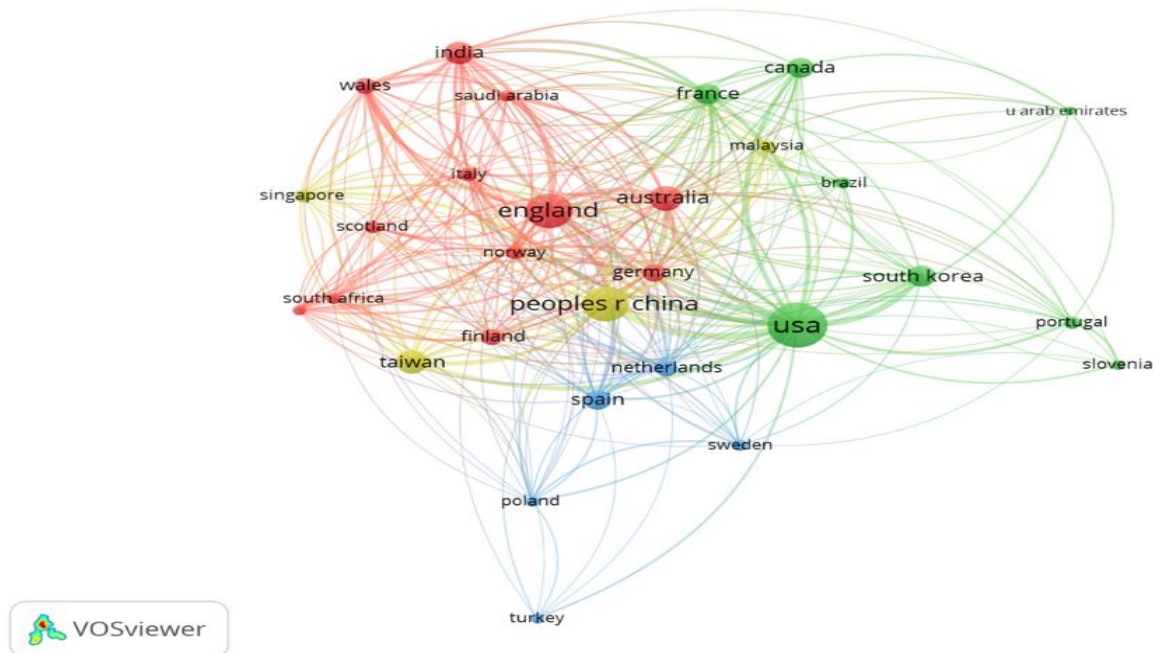 india
canada
wales
saudi arabia
france
u arab emirates
malaysia
italy
brazil
singapore
england
australia
scotland
norway
germany
south korea
south africa
peoples r china
usa
portugal
finland
taiwan
netherlands
slovenia
spain
sweden
poland
turkey
VOSviewer